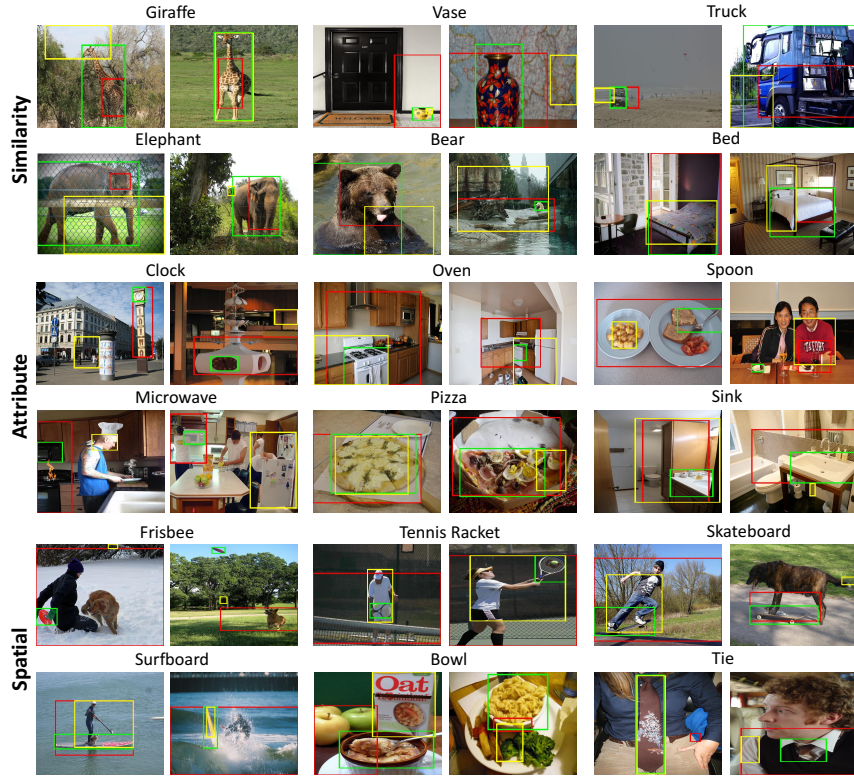 Giraffe
Vase
Truck
Similarity
WELCOME
Elephant
Bear
Bed
Clock
Oven
Spoon
Attribute
Microwave
Pizza
Sink
Frisbee
Tennis Racket
Skateboard
Spatial
Surfboard
Bowl
Tie
Oat